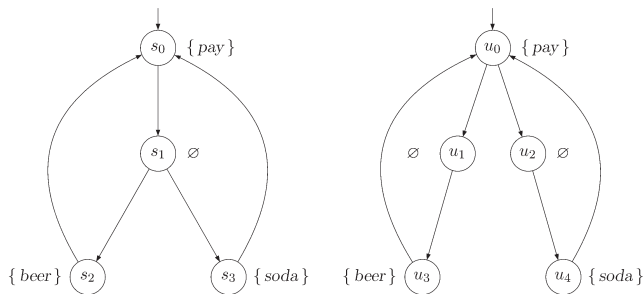 s₀ { pay } u₀ { pay }
s₁ ∅ ∅ u₁ u₂ ∅
{ beer } s₂ s₃ { soda } { beer } u₃ u₄ { soda }